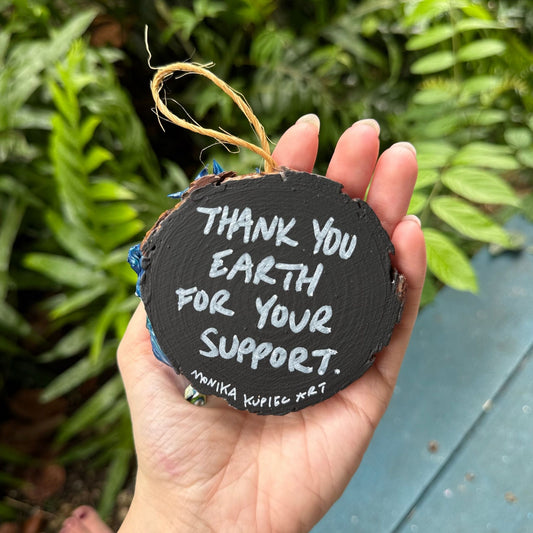 THANK YOU
EARTH
FOR YOUR
SUPPORT.
MONIKA KUPIEC ART